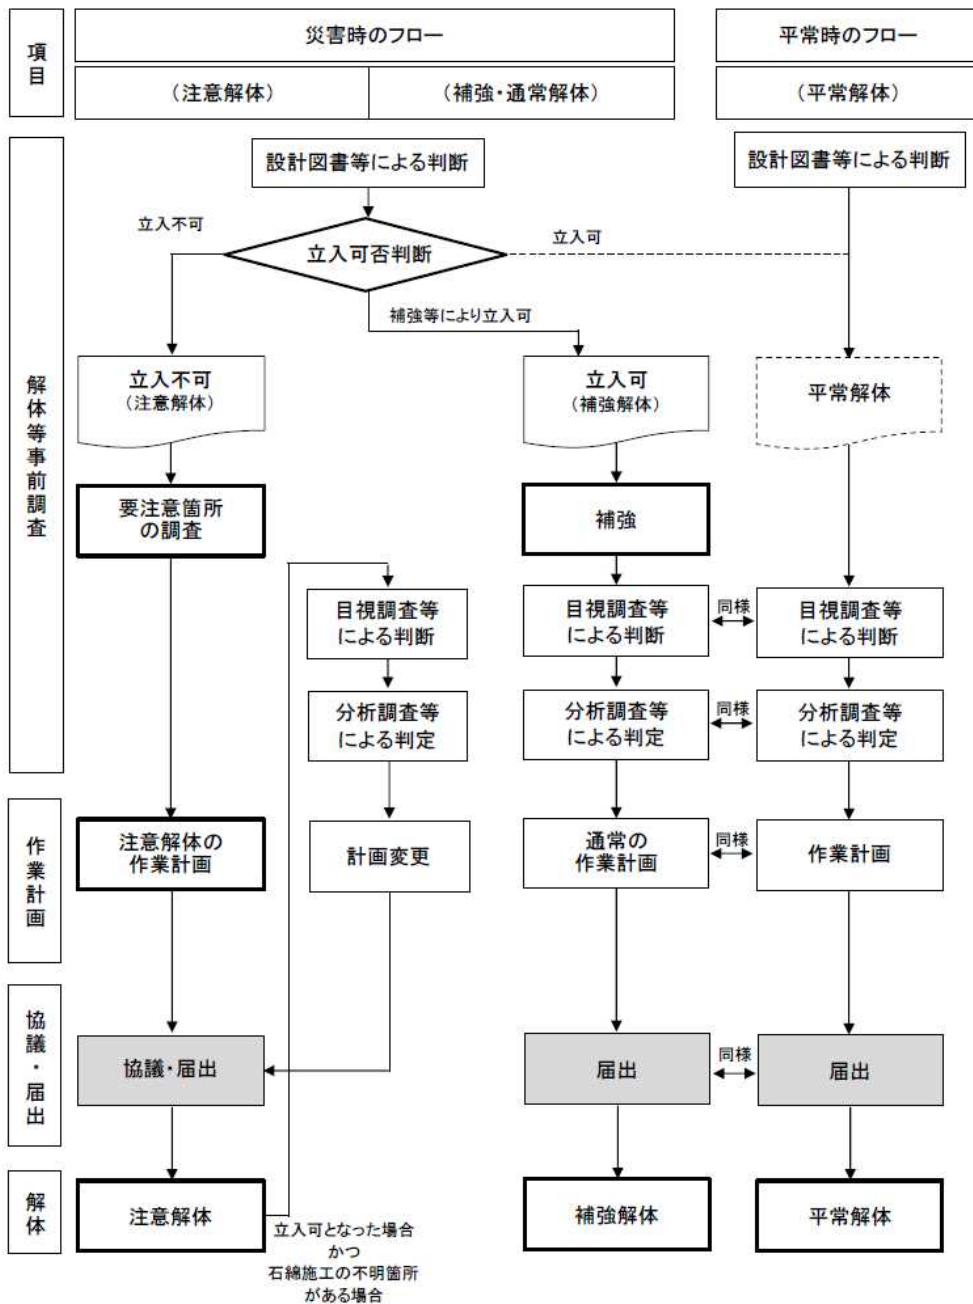 項目
災害時のフロー
平常時のフロー
(注意解体)
(補強・通常解体)
(平常解体)
解体等事前調査
設計図書等による判断
設計図書等による判断
立入不可
立入可否判断
立入可
補強等により立入可
立入不可
(注意解体)
立入可
(補強解体)
平常解体
要注意箇所
の調査
補強
目視調査等
による判断
目視調査等
による判断
同様
目視調査等
による判断
分析調査等
による判定
分析調査等
による判定
同様
分析調査等
による判定
作業計画
注意解体の
作業計画
計画変更
通常の
作業計画
同様
作業計画
協議・届出
協議・届出
届出
同様
届出
解体
注意解体
補強解体
平常解体
立入可となった場合
かつ
石綿施工の不明箇所
がある場合